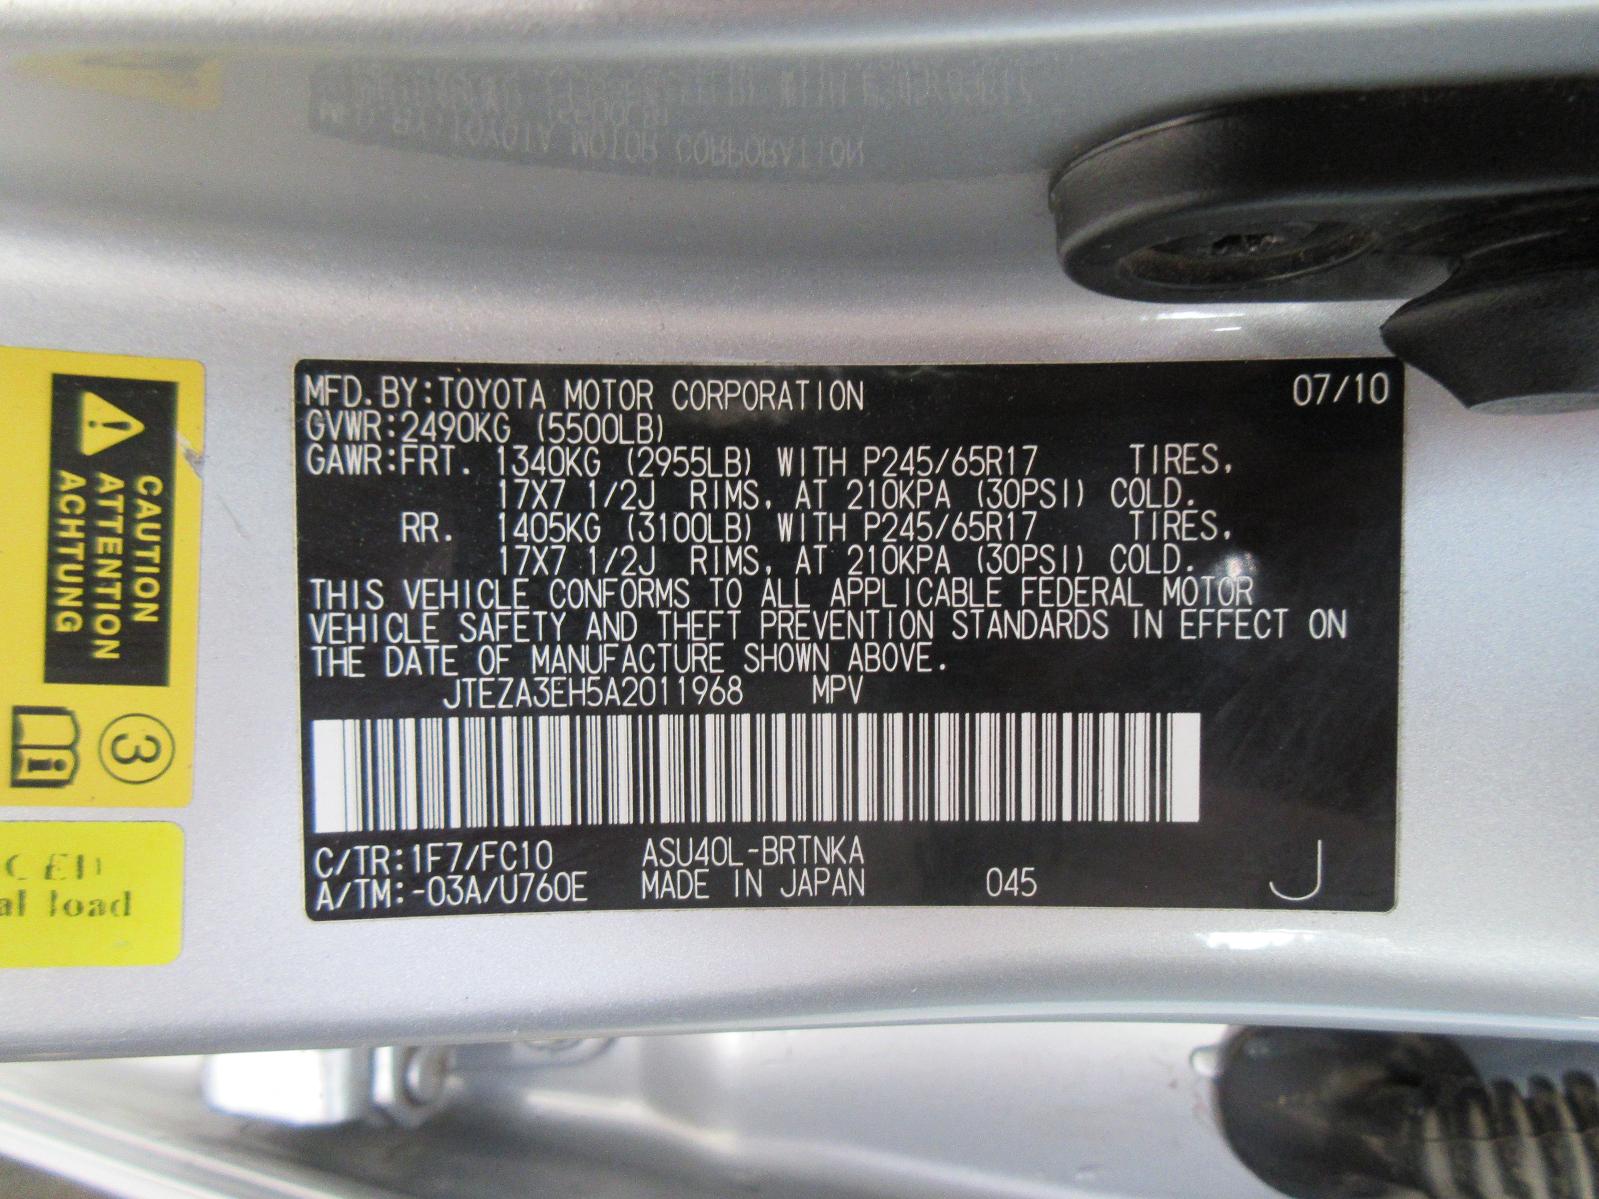 MFD.BY:TOYOTA MOTOR CORPORATION 07/10
GVWR:2490KG (5500LB)
GAWR:FRT. 1340KG (2955LB) WITH P245/65R17 TIRES,
17X7 1/2J RIMS, AT 210KPA (30PSI) COLD.
RR. 1405KG (3100LB) WITH P245/65R17 TIRES,
17X7 1/2J RIMS, AT 210KPA (30PSI) COLD.
THIS VEHICLE CONFORMS TO ALL APPLICABLE FEDERAL MOTOR
VEHICLE SAFETY AND THEFT PREVENTION STANDARDS IN EFFECT ON
THE DATE OF MANUFACTURE SHOWN ABOVE.
JTEZA3EH5A2011968 MPV
C/TR:1F7/FC10 ASU40L-BRTNKA
A/TM:-03A/U760E MADE IN JAPAN 045 J
CAUTION
ATTENTION
ACHTUNG
3
al load